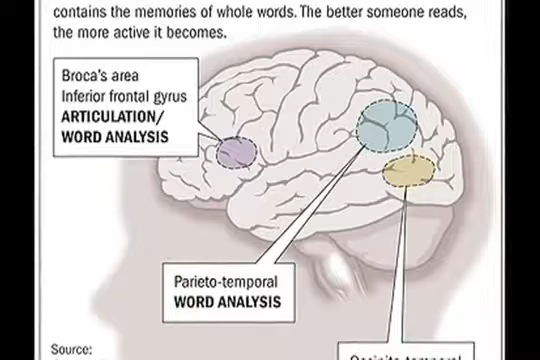 contains the memories of whole words. The better someone reads,
the more active it becomes.
Broca's area
Inferior frontal gyrus
ARTICULATION/
WORD ANALYSIS
Parieto-temporal
WORD ANALYSIS
Source: